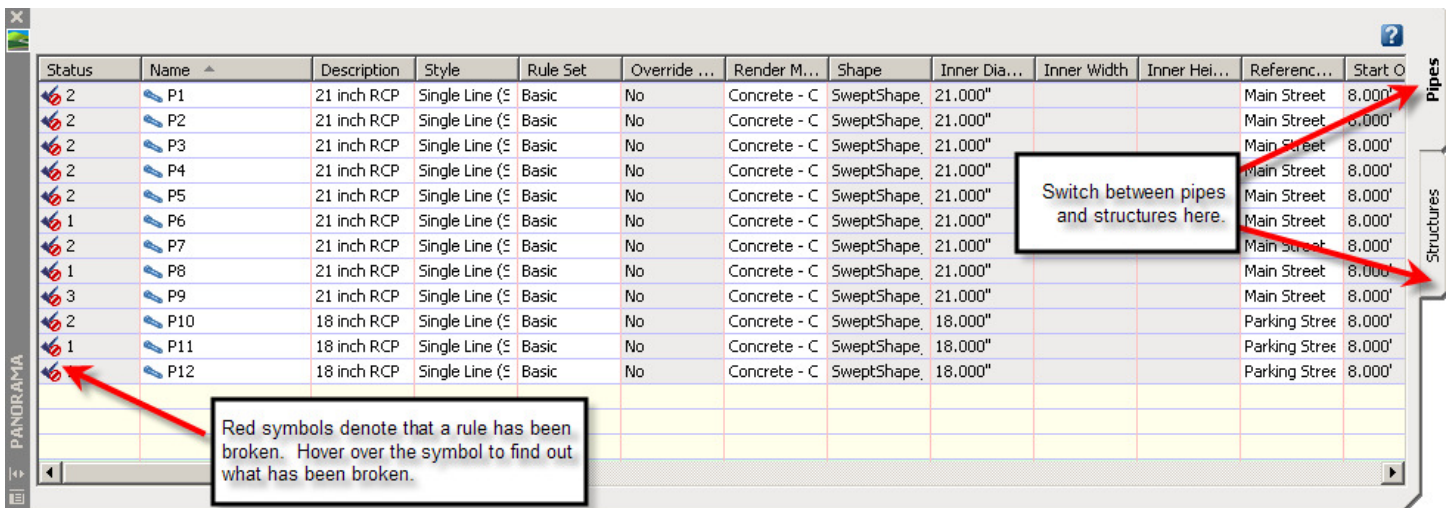 Status Name Description Style Rule Set Override ... Render M... Shape Inner Dia... Inner Width Inner Hei... Referenc... Start O
2 P1 21 inch RCP Single Line (S Basic No Concrete - C SweptShape_ 21.000" Main Street 8.000'
2 P2 21 inch RCP Single Line (S Basic No Concrete - C SweptShape_ 21.000" Main Street 8.000'
2 P3 21 inch RCP Single Line (S Basic No Concrete - C SweptShape_ 21.000" Main Street 8.000'
2 P4 21 inch RCP Single Line (S Basic No Concrete - C SweptShape_ 21.000" Main Street 8.000'
2 P5 21 inch RCP Single Line (S Basic No Concrete - C SweptShape_ 21.000" Main Street 8.000'
1 P6 21 inch RCP Single Line (S Basic No Concrete - C SweptShape_ 21.000" Main Street 8.000'
2 P7 21 inch RCP Single Line (S Basic No Concrete - C SweptShape_ 21.000" Main Street 8.000'
1 P8 21 inch RCP Single Line (S Basic No Concrete - C SweptShape_ 21.000" Main Street 8.000'
3 P9 21 inch RCP Single Line (S Basic No Concrete - C SweptShape_ 21.000" Main Street 8.000'
2 P10 18 inch RCP Single Line (S Basic No Concrete - C SweptShape_ 18.000" Parking Stree 8.000'
1 P11 18 inch RCP Single Line (S Basic No Concrete - C SweptShape_ 18.000" Parking Stree 8.000'
P12 18 inch RCP Single Line (S Basic No Concrete - C SweptShape_ 18.000" Parking Stree 8.000'
Switch between pipes
and structures here.
Red symbols denote that a rule has been
broken. Hover over the symbol to find out
what has been broken.
Pipes
Structures
PANORAMA